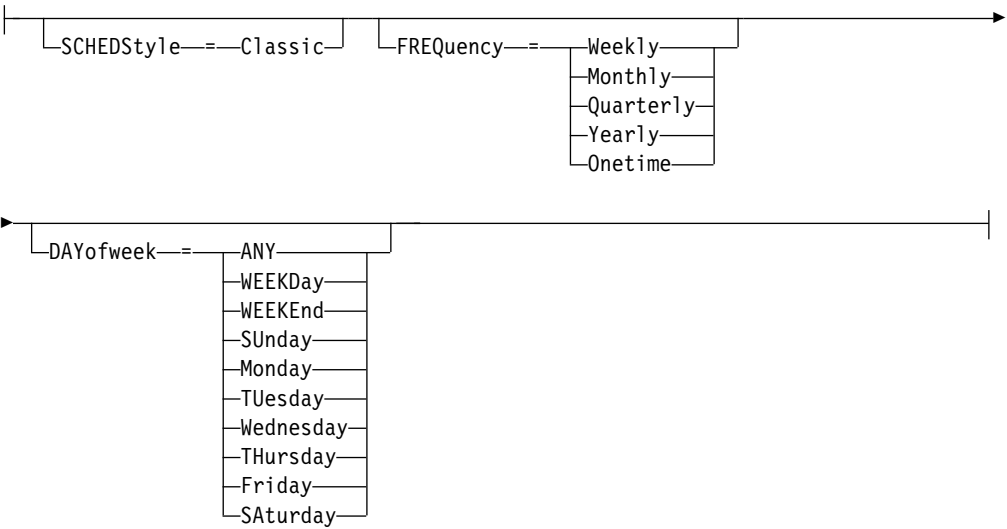 SCHEDStyle = Classic FREQuency = Weekly
Monthly
Quarterly
Yearly
Onetime
DAYofweek = ANY
WEEKDay
WEEKEnd
SUnday
Monday
TUesday
Wednesday
THursday
Friday
SAturday